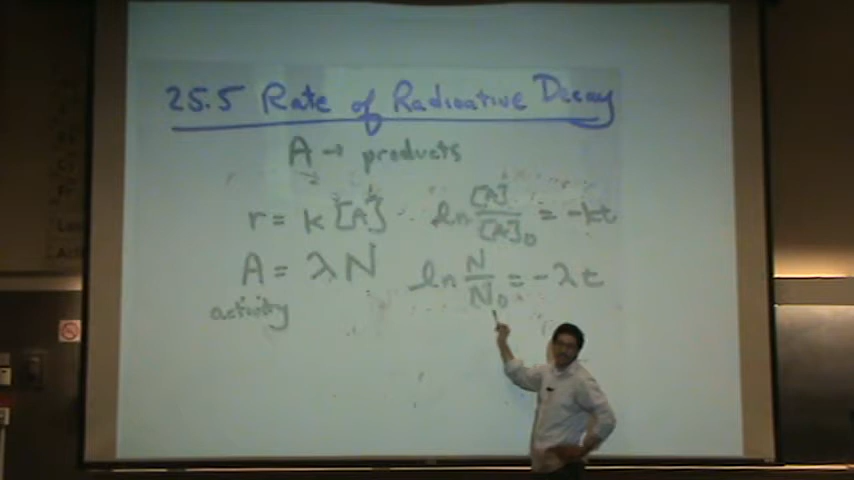 25.5 Rate of Radioactive Decay
A → products
r = k [A] ln [A]/[A]₀ = -kt
A = λN ln N/N₀ = -λt
activity